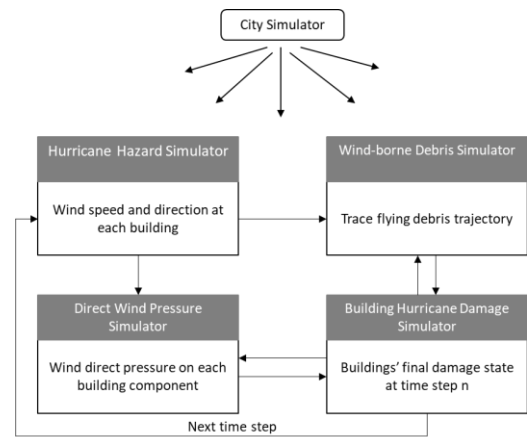 City Simulator
Hurricane Hazard Simulator
Wind speed and direction at
each building
Wind-borne Debris Simulator
Trace flying debris trajectory
Direct Wind Pressure
Simulator
Wind direct pressure on each
building component
Building Hurricane Damage
Simulator
Buildings’ final damage state
at time step n
Next time step